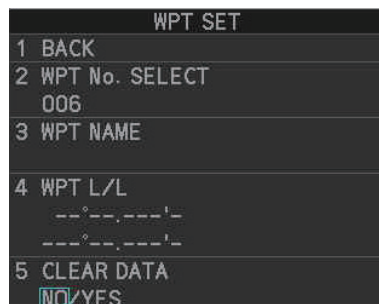 WPT SET
1 BACK
2 WPT No. SELECT
006
3 WPT NAME
4 WPT L/L
--°--.---'-
---°--.---'-
5 CLEAR DATA
NO/YES